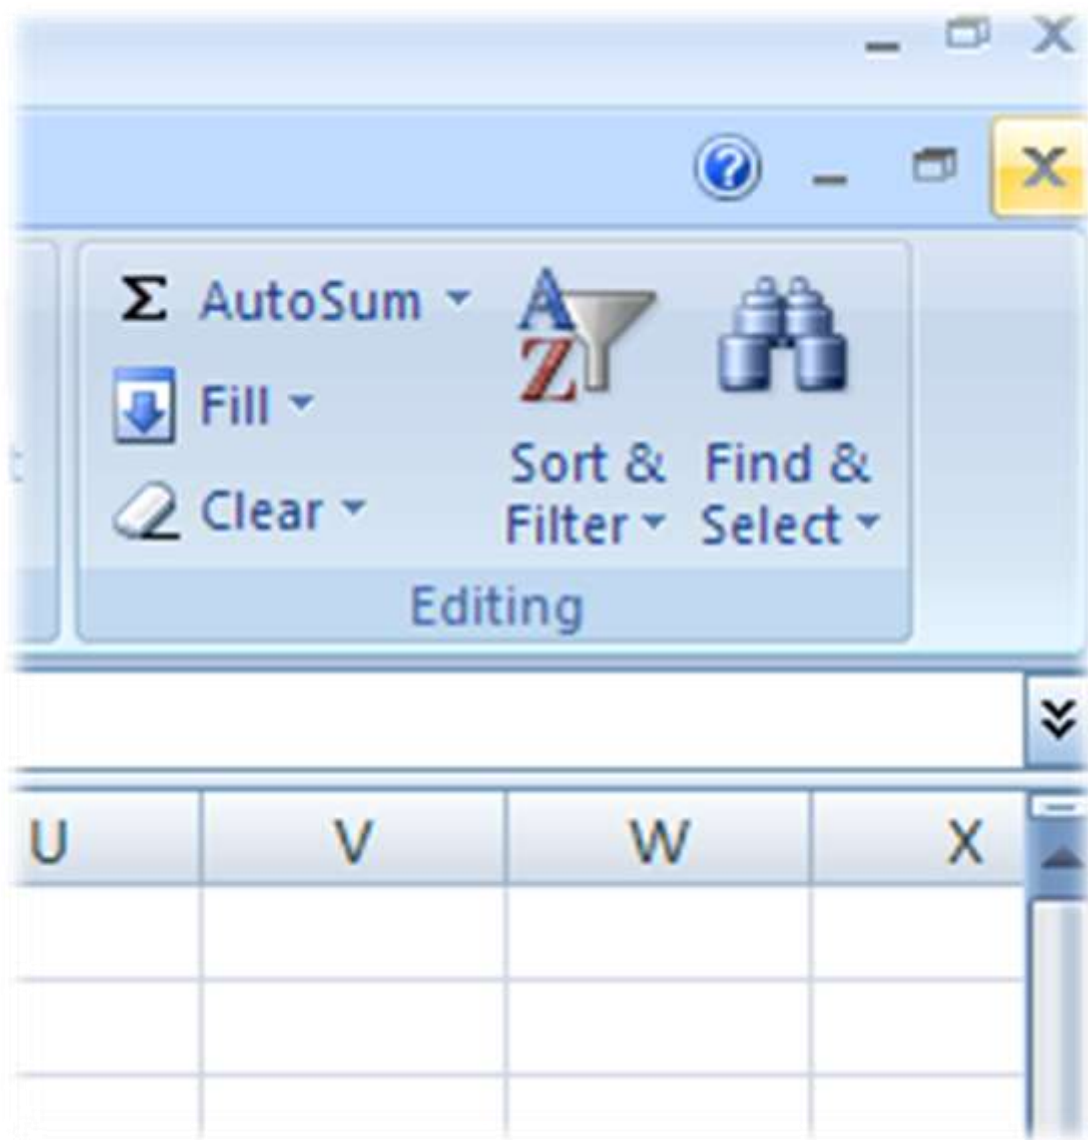 Σ AutoSum
Fill
Clear
Sort &
Filter
Find &
Select
Editing
U V W X